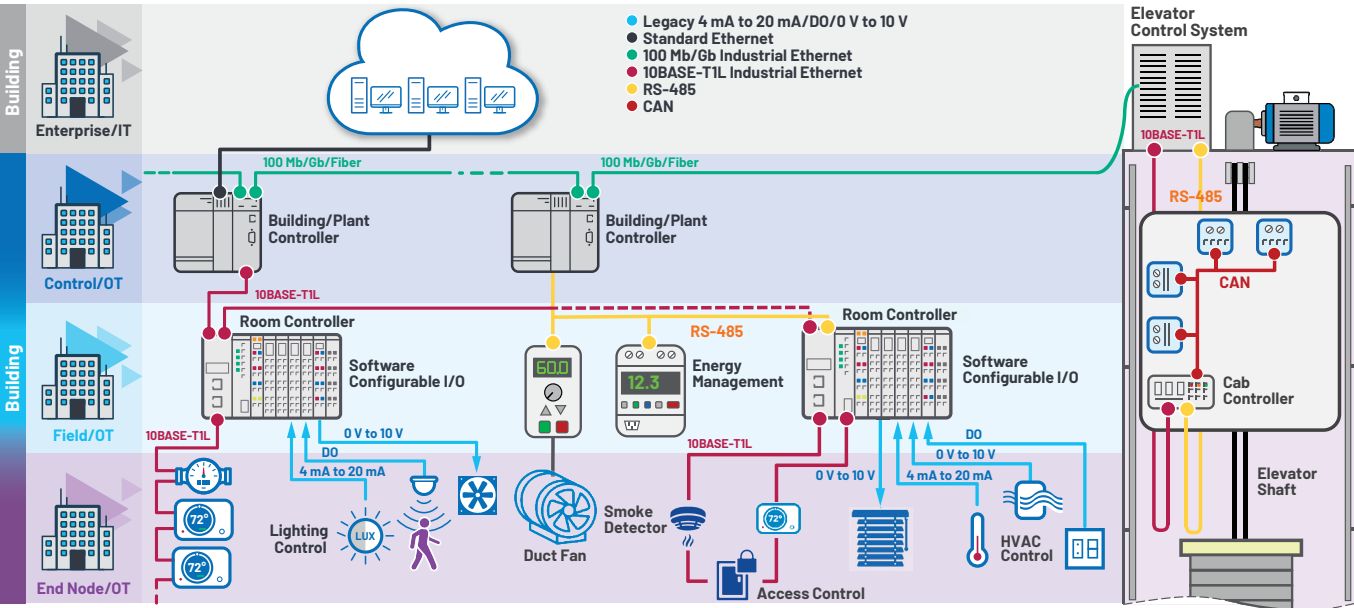 Building
Enterprise/IT
Legacy 4 mA to 20 mA/DO/0 V to 10 V
Standard Ethernet
100 Mb/Gb Industrial Ethernet
10BASE-T1L Industrial Ethernet
RS-485
CAN
Elevator
Control System
10BASE-T1L
RS-485
Building
Control/OT
100 Mb/Gb/Fiber
100 Mb/Gb/Fiber
Building/Plant
Controller
Building/Plant
Controller
10BASE-T1L
CAN
Field/OT
Room Controller
Software
Configurable I/O
RS-485
60.0
12.3
Energy
Management
Room Controller
Software
Configurable I/O
Cab
Controller
10BASE-T1L
0 V to 10 V
DO
4 mA to 20 mA
10BASE-T1L
DO
0 V to 10 V
0 V to 10 V
4 mA to 20 mA
End Node/OT
72°
72°
Lighting
Control
LUX
Duct Fan
Smoke
Detector
72°
Access Control
HVAC
Control
Elevator
Shaft